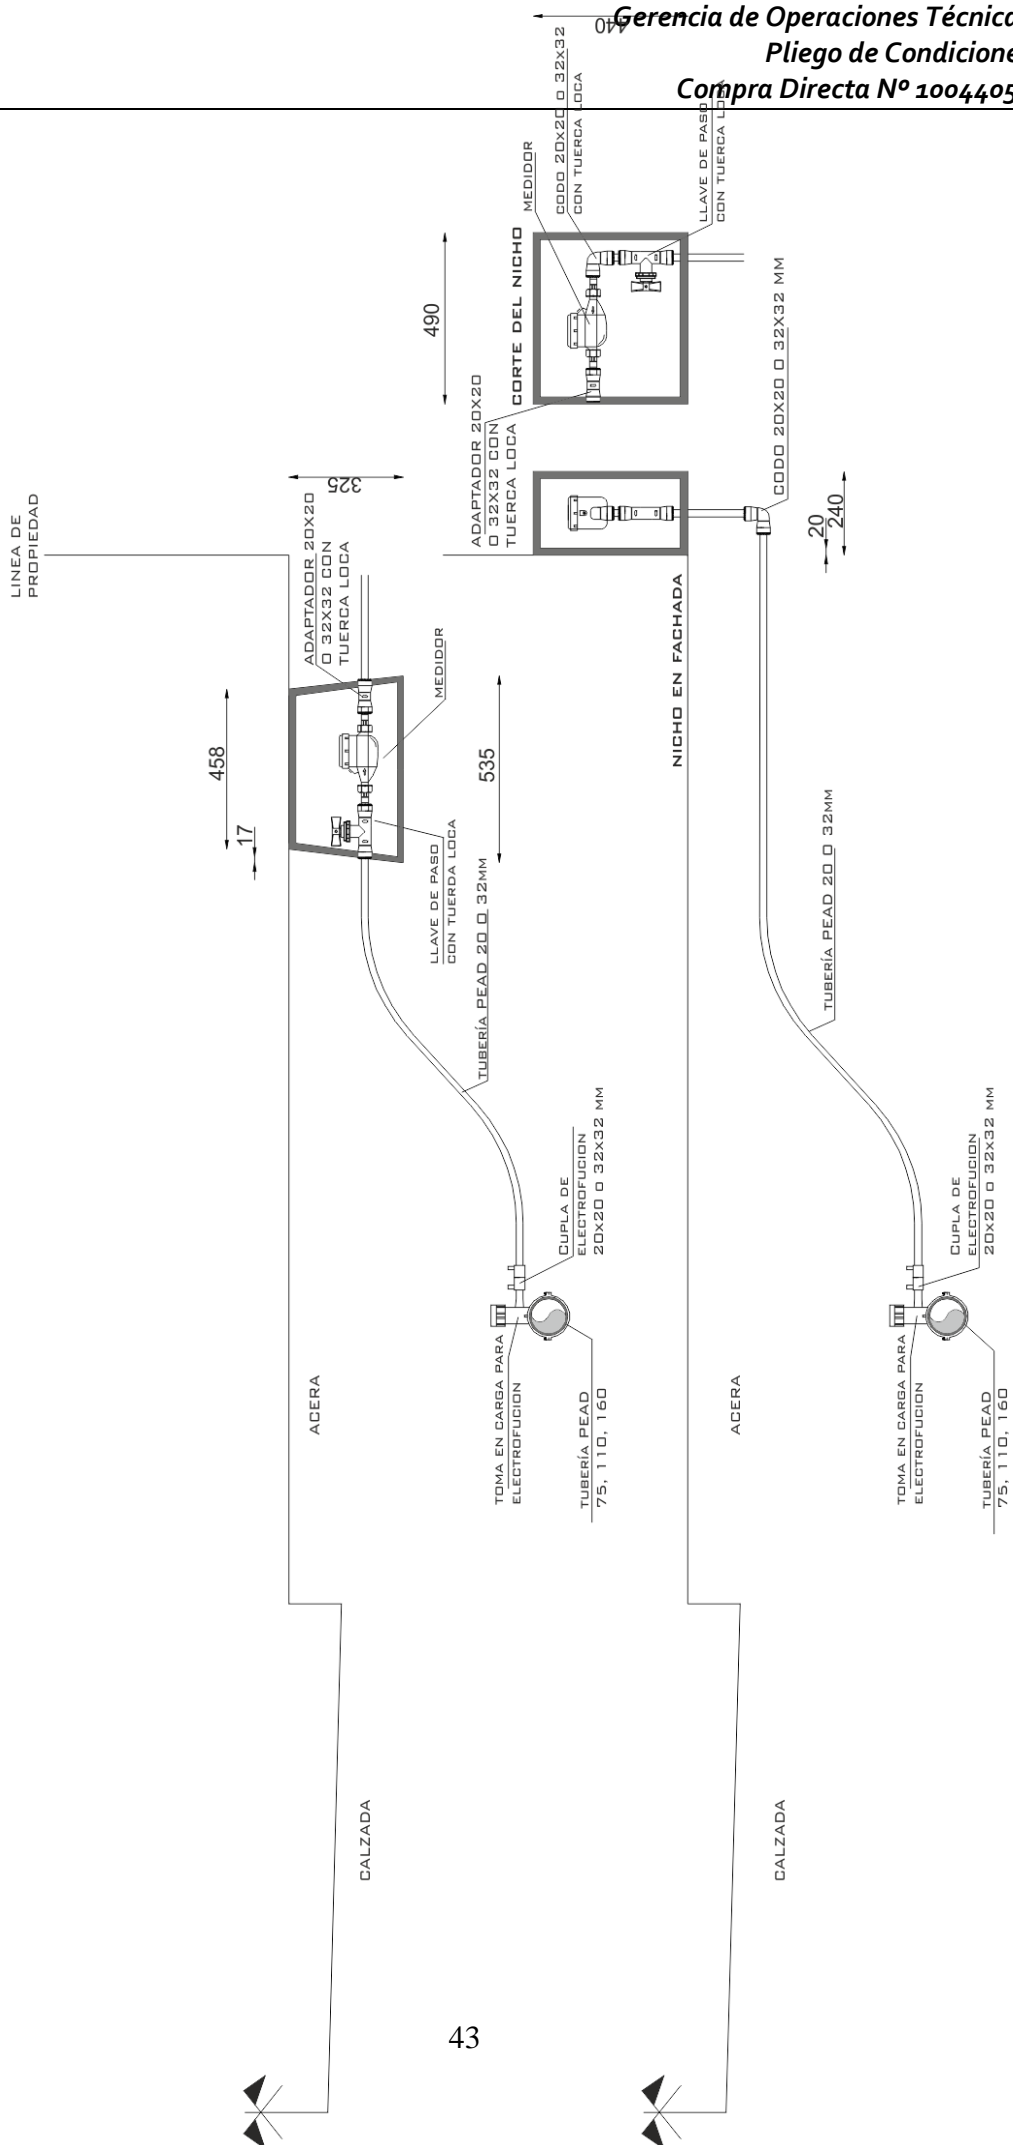 Gerencia de Operaciones Técnica
Pliego de Condicione
Compra Directa Nº 1004405
440
CODO 20x20 O 32x32
CON TUERCA LOCA
MEDIDOR
LLAVE DE PASO
CON TUERCA LOCA
CORTE DEL NICHO
490
ADAPTADOR 20x20
O 32x32 CON
TUERCA LOCA
CODO 20x20 O 32x32 MM
20
240
NICHO EN FACHADA
LINEA DE
PROPIEDAD
325
ADAPTADOR 20x20
O 32x32 CON
TUERCA LOCA
MEDIDOR
458
17
535
LLAVE DE PASO
CON TUERDA LOCA
TUBERÍA PEAD 20 O 32MM
TUBERÍA PEAD 20 O 32MM
CUPLA DE
ELECTROFUCION
20x20 O 32x32 MM
CUPLA DE
ELECTROFUCION
20x20 O 32x32 MM
ACERA
TOMA EN CARGA PARA
ELECTROFUCION
TUBERÍA PEAD
75, 110, 160
ACERA
TOMA EN CARGA PARA
ELECTROFUCION
TUBERÍA PEAD
75, 110, 160
CALZADA
CALZADA
43